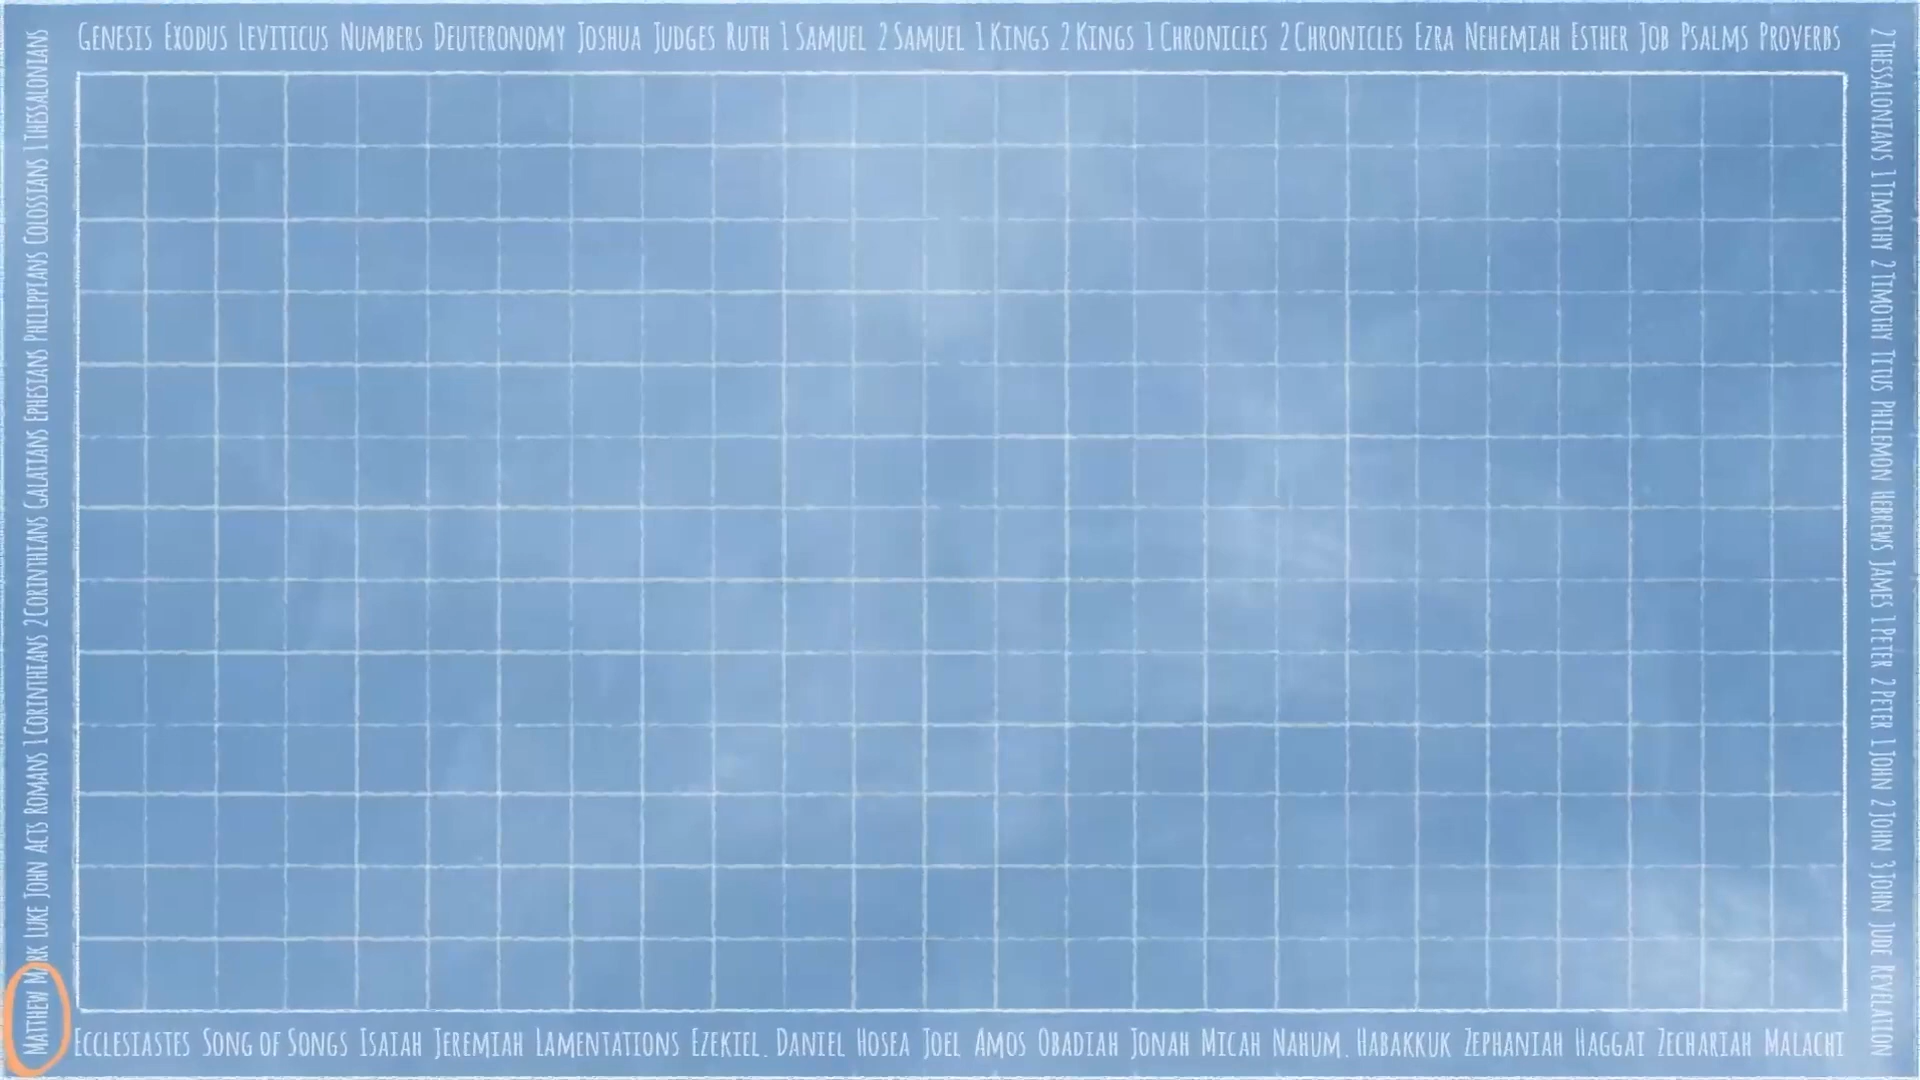 GENESIS EXODUS LEVITICUS NUMBERS DEUTERONOMY JOSHUA JUDGES RUTH 1 SAMUEL 2 SAMUEL 1 KINGS 2 KINGS 1 CHRONICLES 2 CHRONICLES EZRA NEHEMIAH ESTHER JOB PSALMS PROVERBS
MATTHEW MARK LUKE JOHN ACTS ROMANS 1 CORINTHIANS 2 CORINTHIANS GALATIANS EPHESIANS PHILIPPIANS COLOSSIANS 1 THESSALONIANS
2 THESSALONIANS 1 TIMOTHY 2 TIMOTHY TITUS PHILEMON HEBREWS JAMES 1 PETER 2 PETER 1 JOHN 2 JOHN 3 JOHN JUDE REVELATION
ECCLESIASTES SONG OF SONGS ISAIAH JEREMIAH LAMENTATIONS EZEKIEL. DANIEL HOSEA JOEL AMOS OBADIAH JONAH MICAH NAHUM. HABAKKUK ZEPHANIAH HAGGAI ZECHARIAH MALACHI